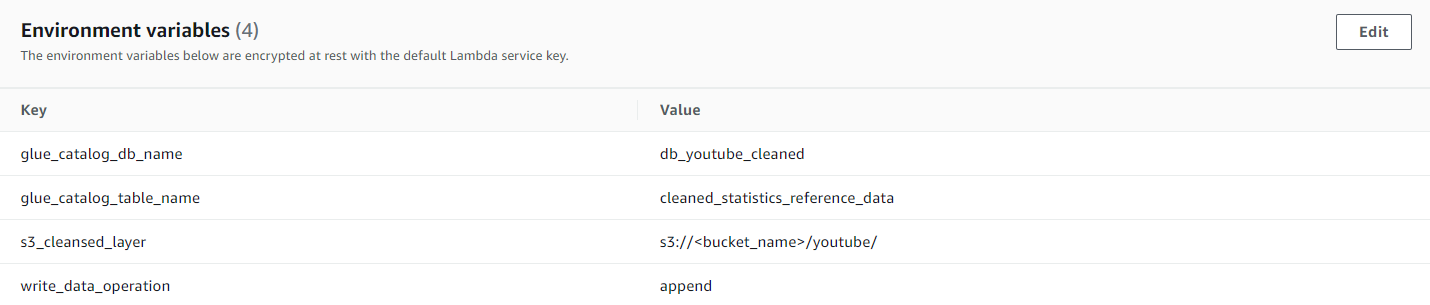 Environment variables (4)
Edit
The environment variables below are encrypted at rest with the default Lambda service key.
Key Value
glue_catalog_db_name db_youtube_cleaned
glue_catalog_table_name cleaned_statistics_reference_data
s3_cleansed_layer s3://<bucket_name>/youtube/
write_data_operation append